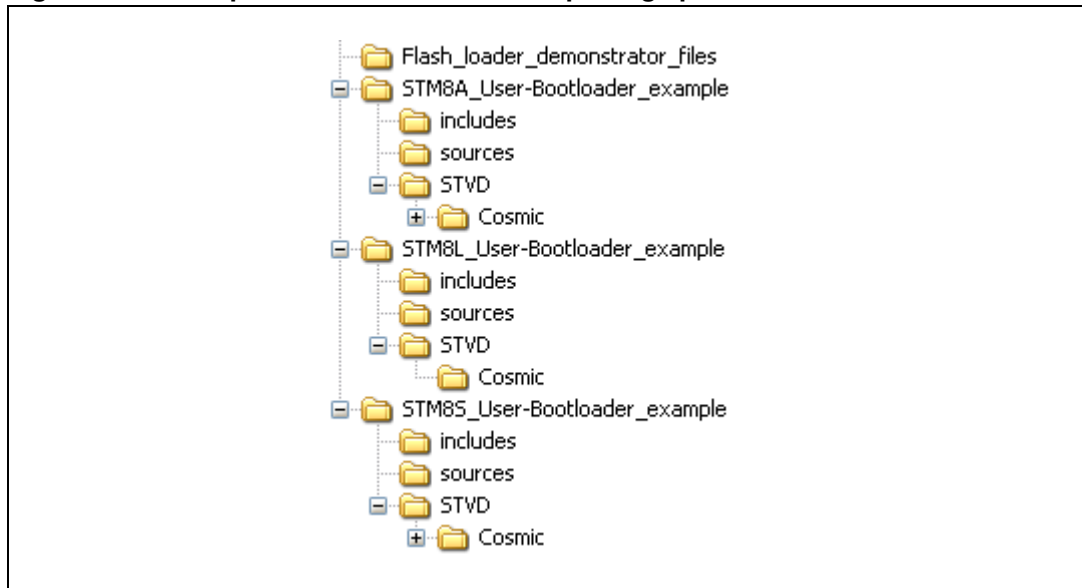 Flash_loader_demonstrator_files
STM8A_User-Bootloader_example
includes
sources
STVD
Cosmic
STM8L_User-Bootloader_example
includes
sources
STVD
Cosmic
STM8S_User-Bootloader_example
includes
sources
STVD
Cosmic